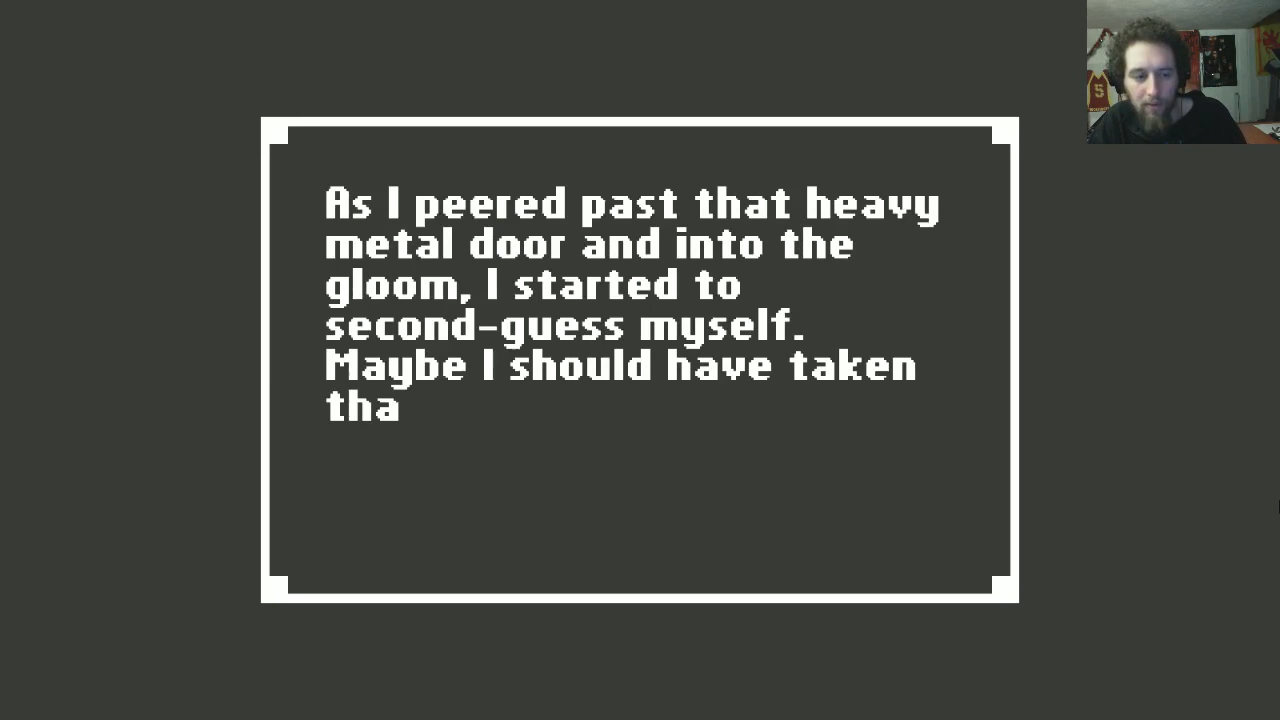 As I peered past that heavy
metal door and into the
gloom, I started to
second-guess myself.
Maybe I should have taken
tha
5